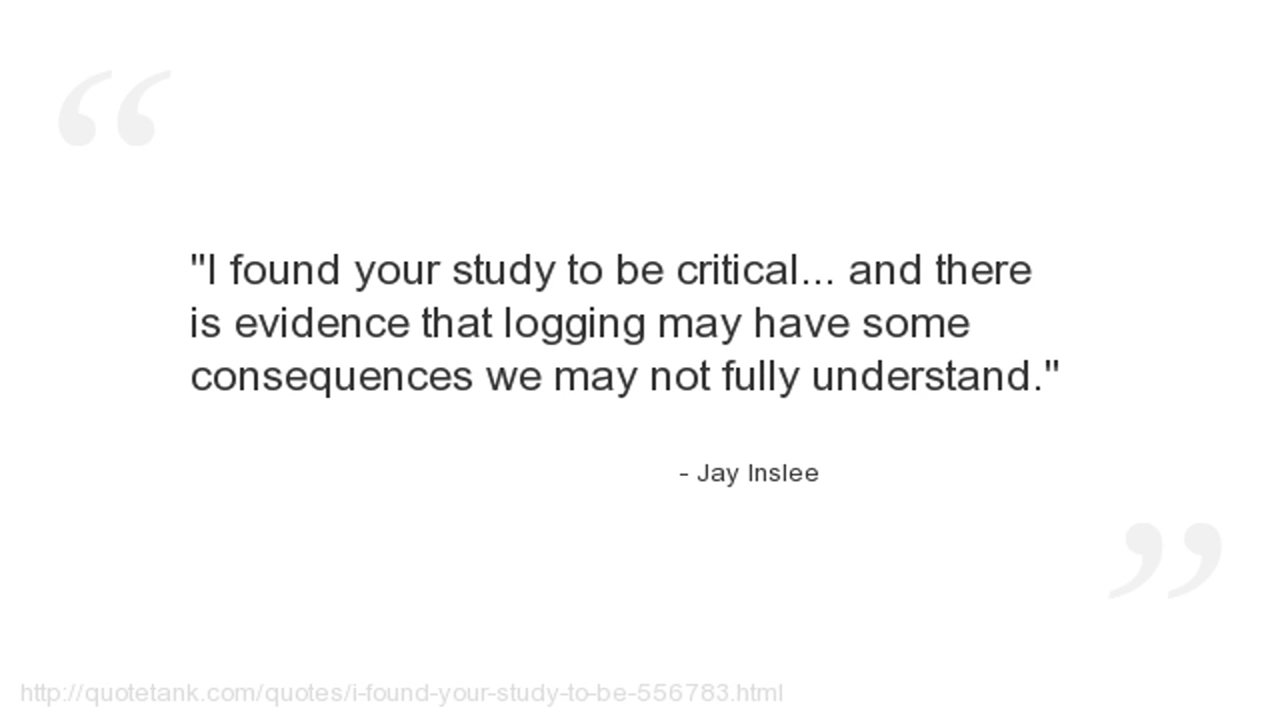 "I found your study to be critical... and there
is evidence that logging may have some
consequences we may not fully understand."
- Jay Inslee
http://quotetank.com/quotes/i-found-your-study-to-be-556783.html